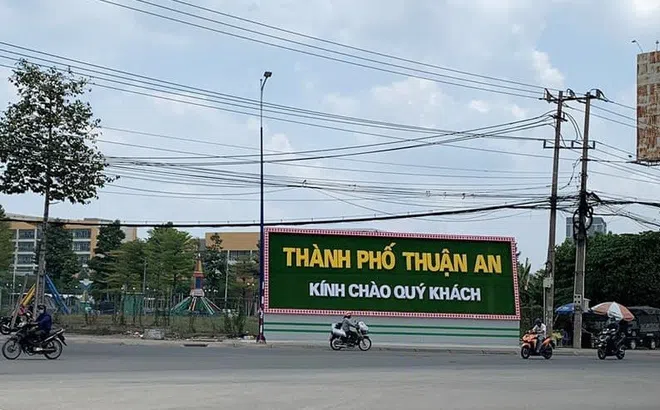 THÀNH PHỐ THUẬN AN
KÍNH CHÀO QUÝ KHÁCH